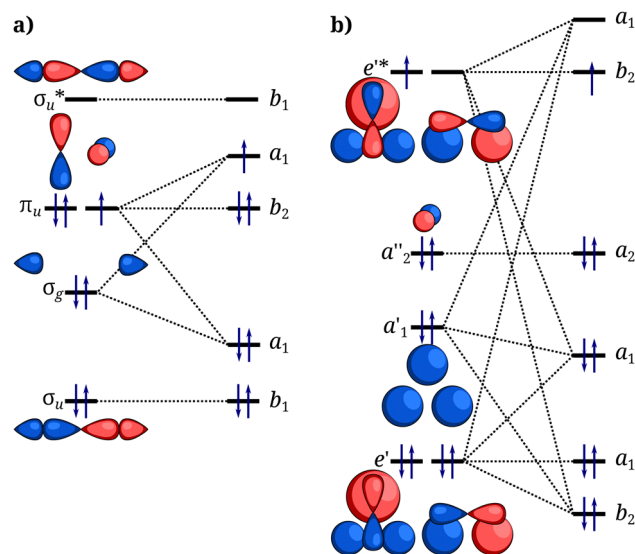 a)
σᵤ*
πᵤ
σg
σᵤ
b₁
a₁
b₂
a₁
b₁
b)
e'*
a''₂
a'₁
e'
a₁
b₂
a₂
a₁
a₁
b₂